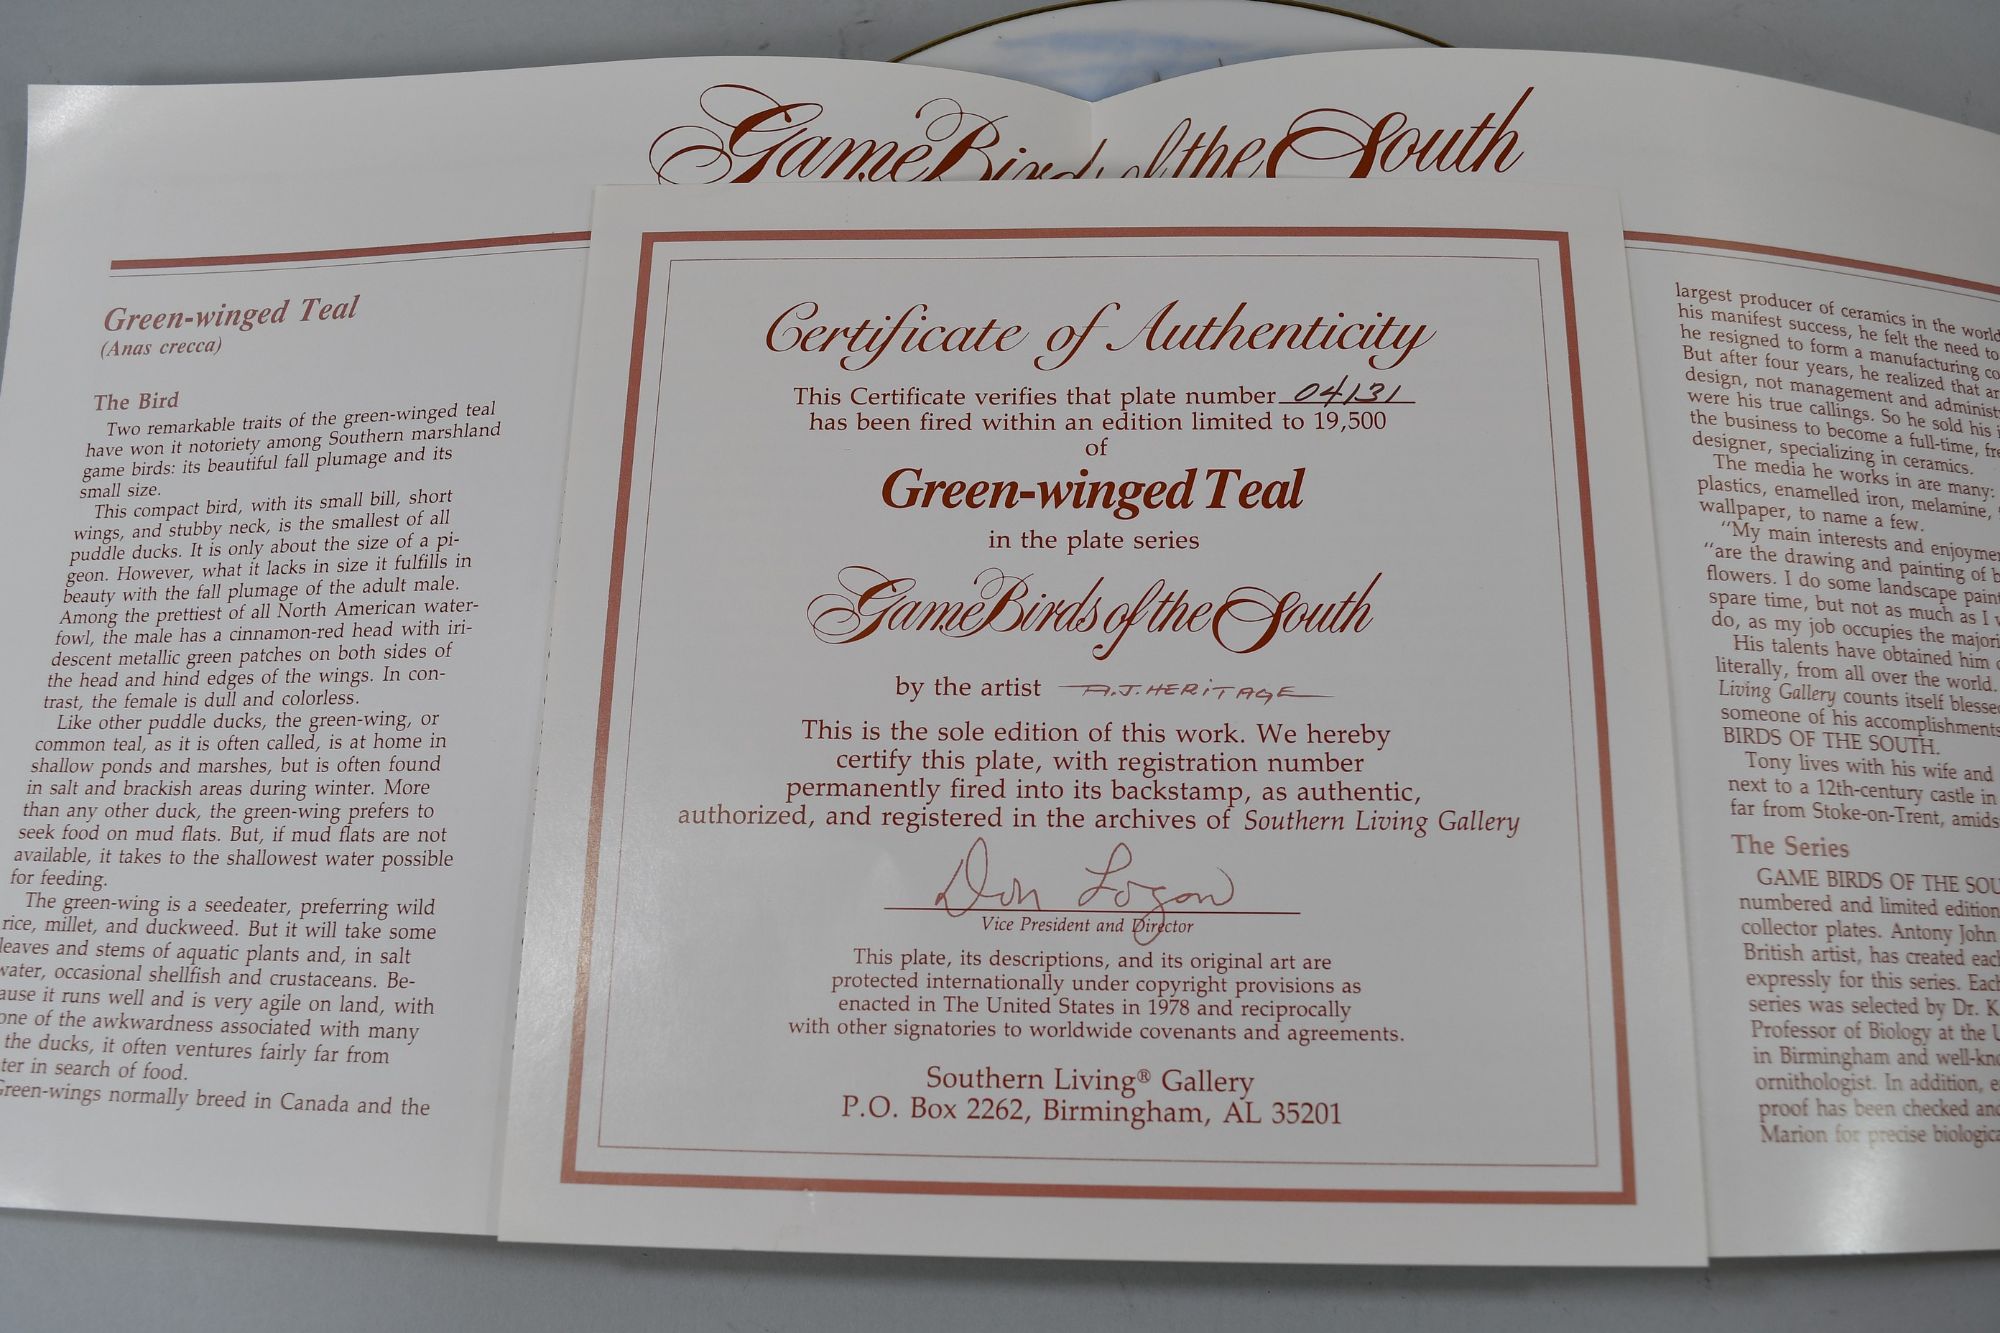 Game Birds of the South
Green-winged Teal
(Anas crecca)
The Bird
Two remarkable traits of the green-winged teal
have won it notoriety among Southern marshland
game birds: its beautiful fall plumage and its
small size.
This compact bird, with its small bill, short
wings, and stubby neck, is the smallest of all
puddle ducks. It is only about the size of a pi-
geon. However, what it lacks in size it fulfills in
beauty with the fall plumage of the adult male.
Among the prettiest of all North American water-
fowl, the male has a cinnamon-red head with iri-
descent metallic green patches on both sides of
the head and hind edges of the wings. In con-
trast, the female is dull and colorless.
Like other puddle ducks, the green-wing, or
common teal, as it is often called, is at home in
shallow ponds and marshes, but is often found
in salt and brackish areas during winter. More
than any other duck, the green-wing prefers to
seek food on mud flats. But, if mud flats are not
available, it takes to the shallowest water possible
for feeding.
The green-wing is a seedeater, preferring wild
rice, millet, and duckweed. But it will take some
leaves and stems of aquatic plants and, in salt
water, occasional shellfish and crustaceans. Be-
ause it runs well and is very agile on land, with
one of the awkwardness associated with many
the ducks, it often ventures fairly far from
ter in search of food.
Green-wings normally breed in Canada and the
Certificate of Authenticity
This Certificate verifies that plate number 04131
has been fired within an edition limited to 19,500
of
Green-winged Teal
in the plate series
Game Birds of the South
by the artist A.J. HERITAGE
This is the sole edition of this work. We hereby
certify this plate, with registration number
permanently fired into its backstamp, as authentic,
authorized, and registered in the archives of Southern Living Gallery
Don Logan
Vice President and Director
This plate, its descriptions, and its original art are
protected internationally under copyright provisions as
enacted in The United States in 1978 and reciprocally
with other signatories to worldwide covenants and agreements.
Southern Living® Gallery
P.O. Box 2262, Birmingham, AL 35201
largest producer of ceramics in the world
his manifest success, he felt the need to
he resigned to form a manufacturing co
But after four years, he realized that ar
design, not management and administ
were his true callings. So he sold his i
the business to become a full-time, fre
designer, specializing in ceramics.
The media he works in are many:
plastics, enamelled iron, melamine,
wallpaper, to name a few.
"My main interests and enjoyme
"are the drawing and painting of b
flowers. I do some landscape paint
spare time, but not as much as I w
do, as my job occupies the majori
His talents have obtained him
literally, from all over the world.
Living Gallery counts itself blesse
someone of his accomplishments
BIRDS OF THE SOUTH.
Tony lives with his wife and
next to a 12th-century castle in
far from Stoke-on-Trent, amids
The Series
GAME BIRDS OF THE SOU
numbered and limited edition
collector plates. Antony John
British artist, has created each
expressly for this series. Each
series was selected by Dr. K
Professor of Biology at the U
in Birmingham and well-kno
ornithologist. In addition, e
proof has been checked and
Marion for precise biologica